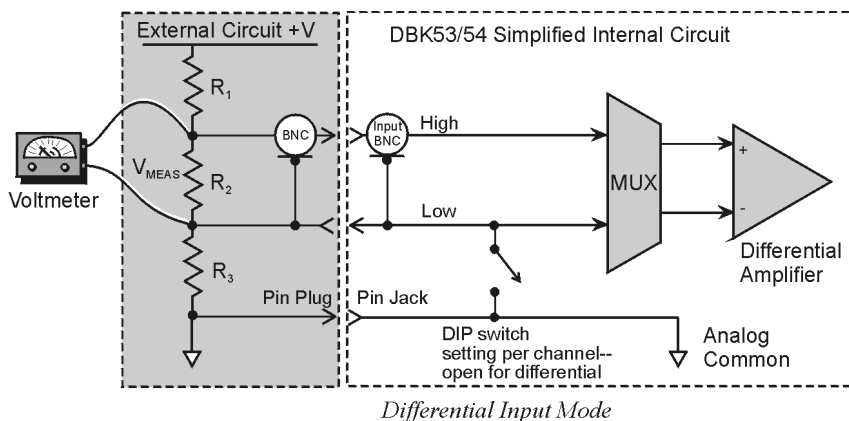 External Circuit +V
DBK53/54 Simplified Internal Circuit
R1
BNC
Input
BNC
High
VMEAS
R2
MUX
+
-
Voltmeter
Low
Differential
Amplifier
R3
Pin Plug
Pin Jack
DIP switch
setting per channel--
open for differential
Analog
Common
Differential Input Mode